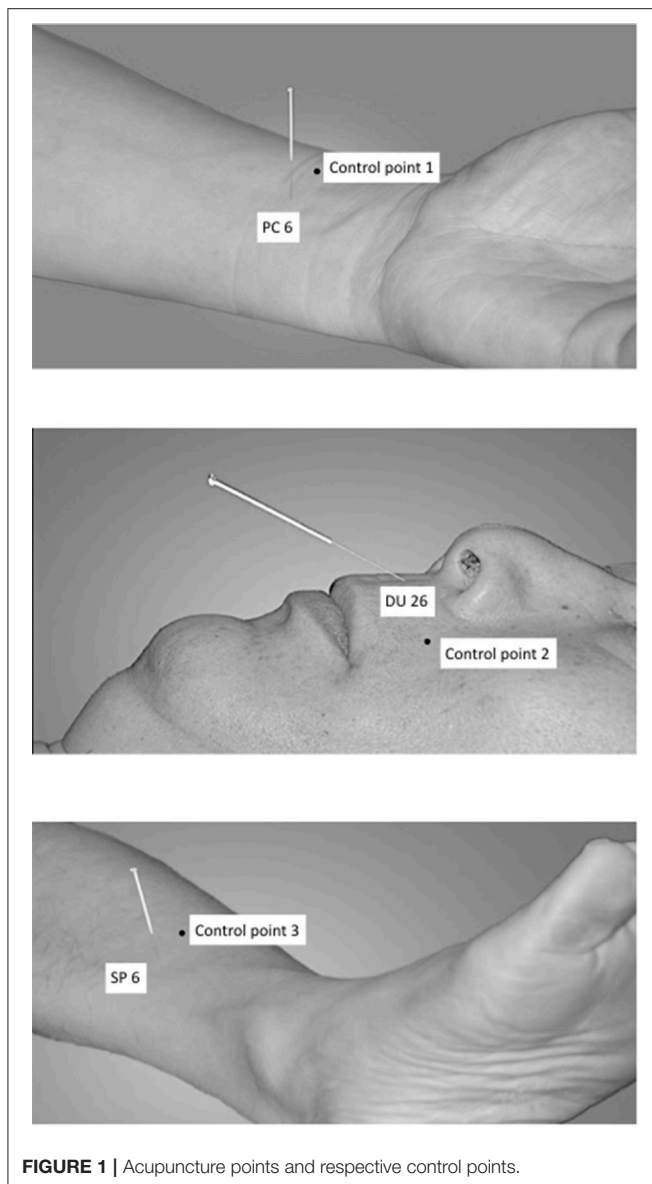 Control point 1
PC 6
DU 26
Control point 2
Control point 3
SP 6
FIGURE 1 | Acupuncture points and respective control points.